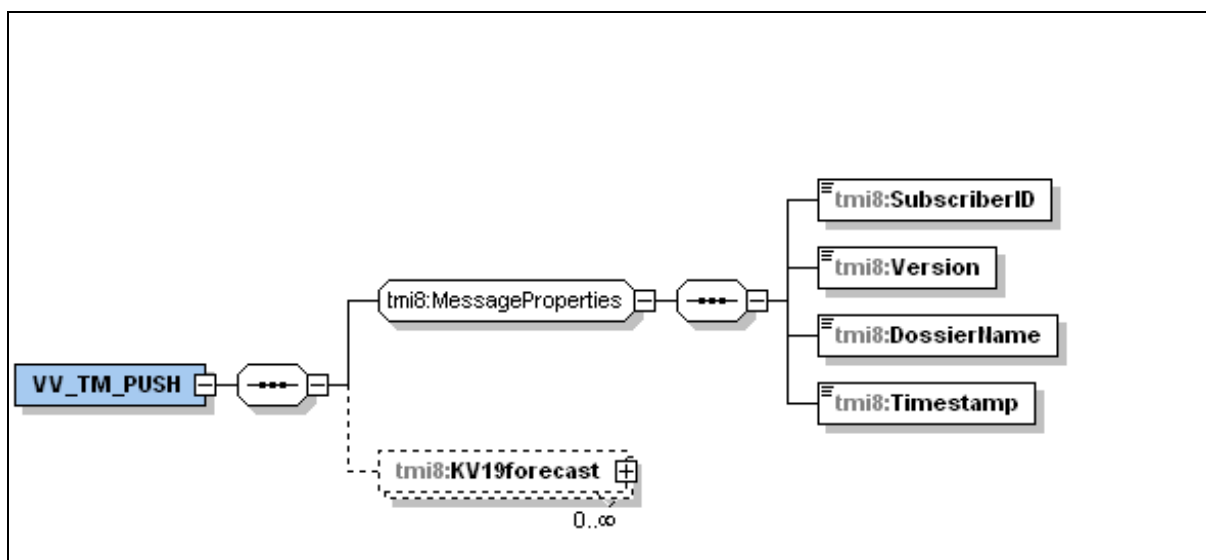 tmi8:SubscriberID
tmi8:Version
tmi8:MessageProperties
tmi8:DossierName
VV_TM_PUSH
tmi8:Timestamp
tmi8:KV19forecast
0..∞